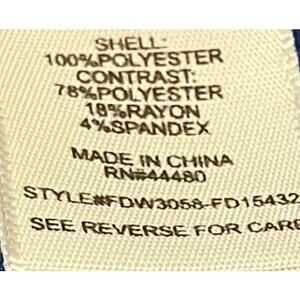 SHELL:
100%POLYESTER
CONTRAST:
78%POLYESTER
18%RAYON
4%SPANDEX
MADE IN CHINA
RN#44480
STYLE#FDW3058-FD15432
SEE REVERSE FOR CARE